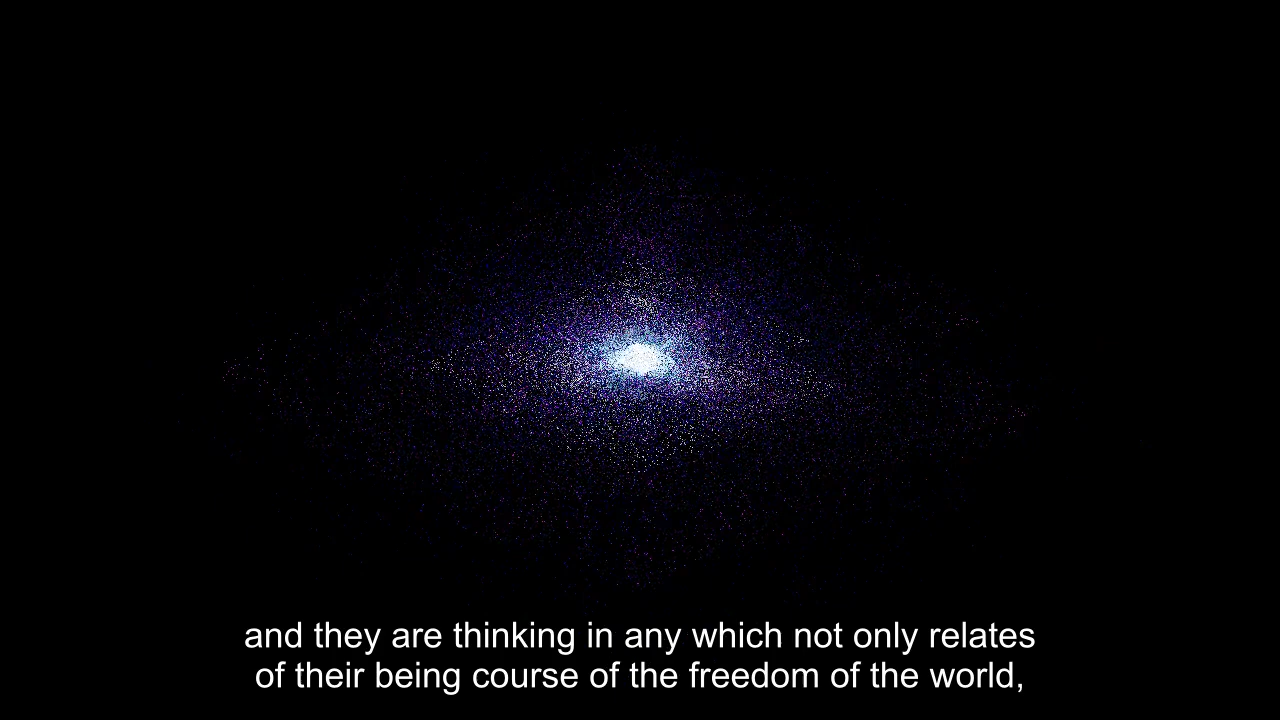 and they are thinking in any which not only relates
of their being course of the freedom of the world,